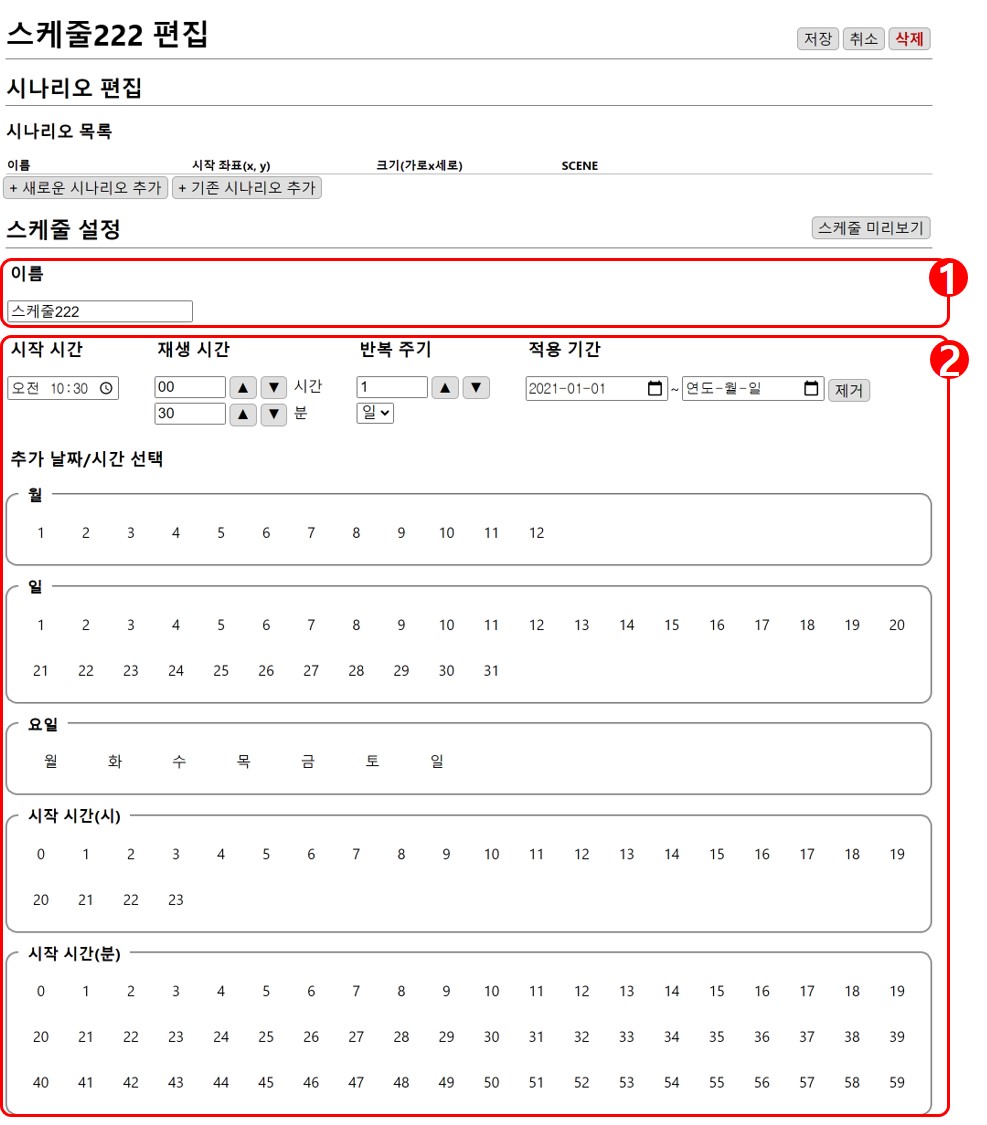 스케줄222 편집
저장 취소 삭제
시나리오 편집
시나리오 목록
이름 시작 좌표(x, y) 크기(가로x세로) SCENE
+ 새로운 시나리오 추가 + 기존 시나리오 추가
스케줄 설정 스케줄 미리보기
1
이름
스케줄222
2
시작 시간 재생 시간 반복 주기 적용 기간
오전 10:30 00 ▲ ▼ 시간 1 ▲ ▼ 2021-01-01 ~ 연도-월-일 제거
30 ▲ ▼ 분 일
추가 날짜/시간 선택
월
1 2 3 4 5 6 7 8 9 10 11 12
일
1 2 3 4 5 6 7 8 9 10 11 12 13 14 15 16 17 18 19 20
21 22 23 24 25 26 27 28 29 30 31
요일
월 화 수 목 금 토 일
시작 시간(시)
0 1 2 3 4 5 6 7 8 9 10 11 12 13 14 15 16 17 18 19
20 21 22 23
시작 시간(분)
0 1 2 3 4 5 6 7 8 9 10 11 12 13 14 15 16 17 18 19
20 21 22 23 24 25 26 27 28 29 30 31 32 33 34 35 36 37 38 39
40 41 42 43 44 45 46 47 48 49 50 51 52 53 54 55 56 57 58 59